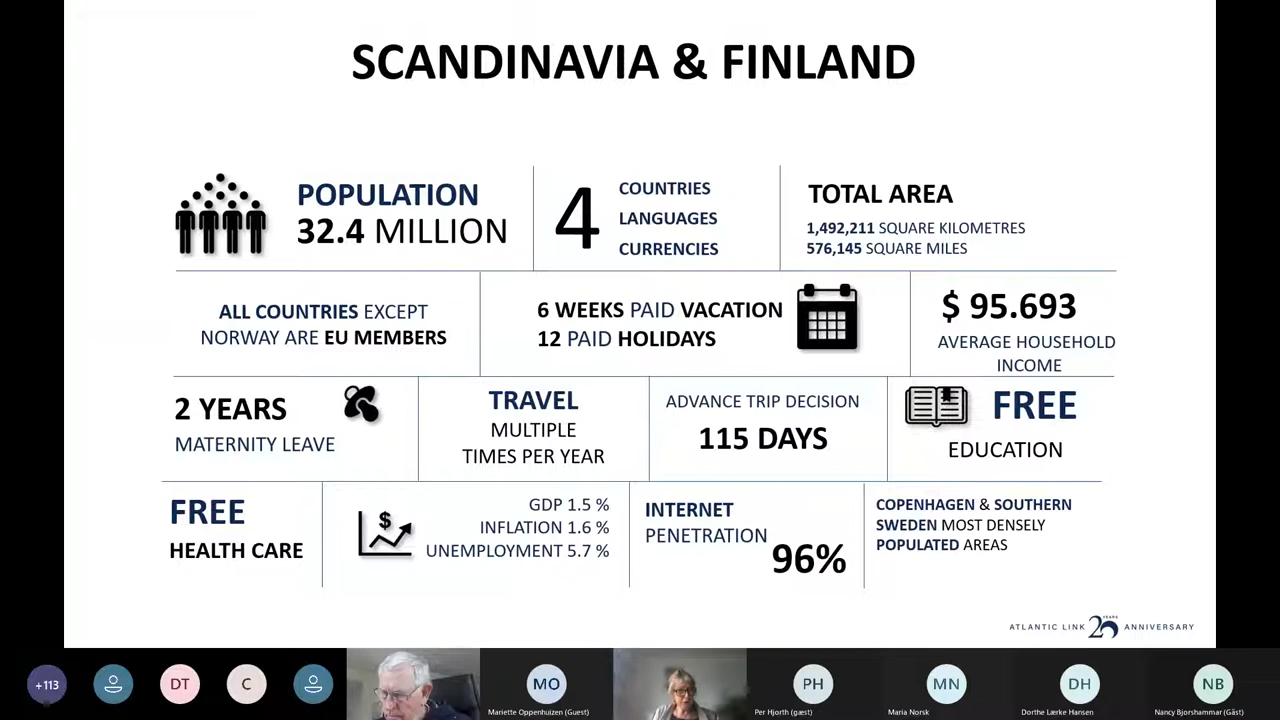 SCANDINAVIA & FINLAND
POPULATION
32.4 MILLION
4
COUNTRIES
LANGUAGES
CURRENCIES
TOTAL AREA
1,492,211 SQUARE KILOMETRES
576,145 SQUARE MILES
ALL COUNTRIES EXCEPT
NORWAY ARE EU MEMBERS
6 WEEKS PAID VACATION
12 PAID HOLIDAYS
$ 95.693
AVERAGE HOUSEHOLD
INCOME
2 YEARS
MATERNITY LEAVE
TRAVEL
MULTIPLE
TIMES PER YEAR
ADVANCE TRIP DECISION
115 DAYS
FREE
EDUCATION
FREE
HEALTH CARE
$
GDP 1.5 %
INFLATION 1.6 %
UNEMPLOYMENT 5.7 %
INTERNET
PENETRATION
96%
COPENHAGEN & SOUTHERN
SWEDEN MOST DENSELY
POPULATED AREAS
ATLANTIC LINK 20 YEARS ANNIVERSARY
+113
DT
C
MO
Mariette Oppenhuizen (Guest)
PH
Per Hjorth (gæst)
MN
Maria Norsk
DH
Dorthe Lærke Hansen
NB
Nancy Bjorshammar (Gäst)